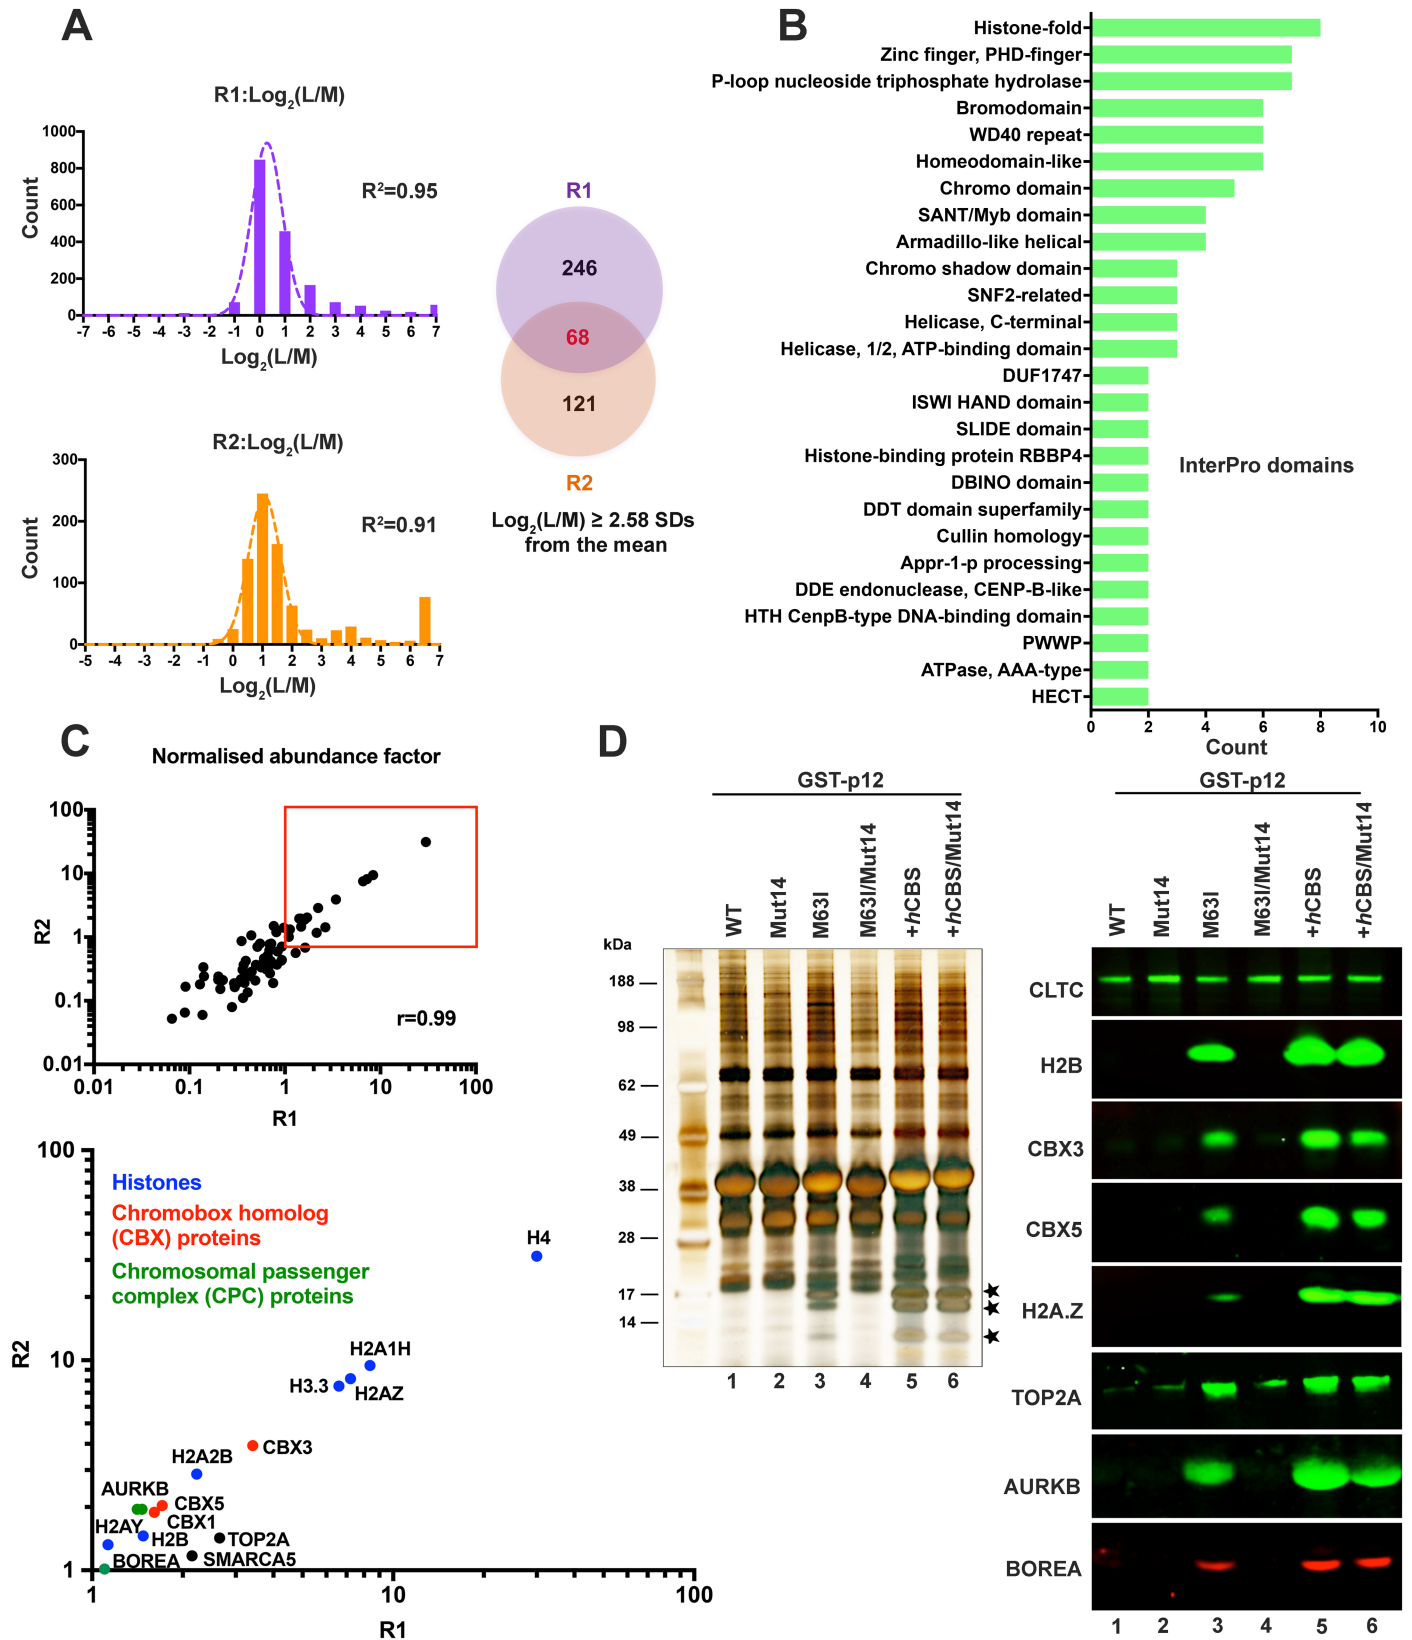 A
R1:Log2(L/M)
Count
1000
800
600
400
200
0
R²=0.95
-7 -6 -5 -4 -3 -2 -1 0 1 2 3 4 5 6 7
Log2(L/M)
R2:Log2(L/M)
Count
300
200
100
0
R²=0.91
-5 -4 -3 -2 -1 0 1 2 3 4 5 6 7
Log2(L/M)
R1
246
68
121
R2
Log2(L/M) ≥ 2.58 SDs
from the mean
B
Histone-fold
Zinc finger, PHD-finger
P-loop nucleoside triphosphate hydrolase
Bromodomain
WD40 repeat
Homeodomain-like
Chromo domain
SANT/Myb domain
Armadillo-like helical
Chromo shadow domain
SNF2-related
Helicase, C-terminal
Helicase, 1/2, ATP-binding domain
DUF1747
ISWI HAND domain
SLIDE domain
Histone-binding protein RBBP4
DBINO domain
DDT domain superfamily
Cullin homology
Appr-1-p processing
DDE endonuclease, CENP-B-like
HTH CenpB-type DNA-binding domain
PWWP
ATPase, AAA-type
HECT
InterPro domains
0 2 4 6 8 10
Count
C
Normalised abundance factor
R2
100
10
1
0.1
0.01
r=0.99
0.01 0.1 1 10 100
R1
R2
100
10
1
Histones
Chromobox homolog
(CBX) proteins
Chromosomal passenger
complex (CPC) proteins
H4
H2A1H
H3.3
H2AZ
CBX3
H2A2B
AURKB
CBX5
CBX1
H2AY
H2B
TOP2A
BOREA
SMARCA5
1 10 100
R1
D
GST-p12
WT
Mut14
M63I
M63I/Mut14
+hCBS
+hCBS/Mut14
kDa
188
98
62
49
38
28
17
14
1 2 3 4 5 6
GST-p12
WT
Mut14
M63I
M63I/Mut14
+hCBS
+hCBS/Mut14
CLTC
H2B
CBX3
CBX5
H2A.Z
TOP2A
AURKB
BOREA
1 2 3 4 5 6